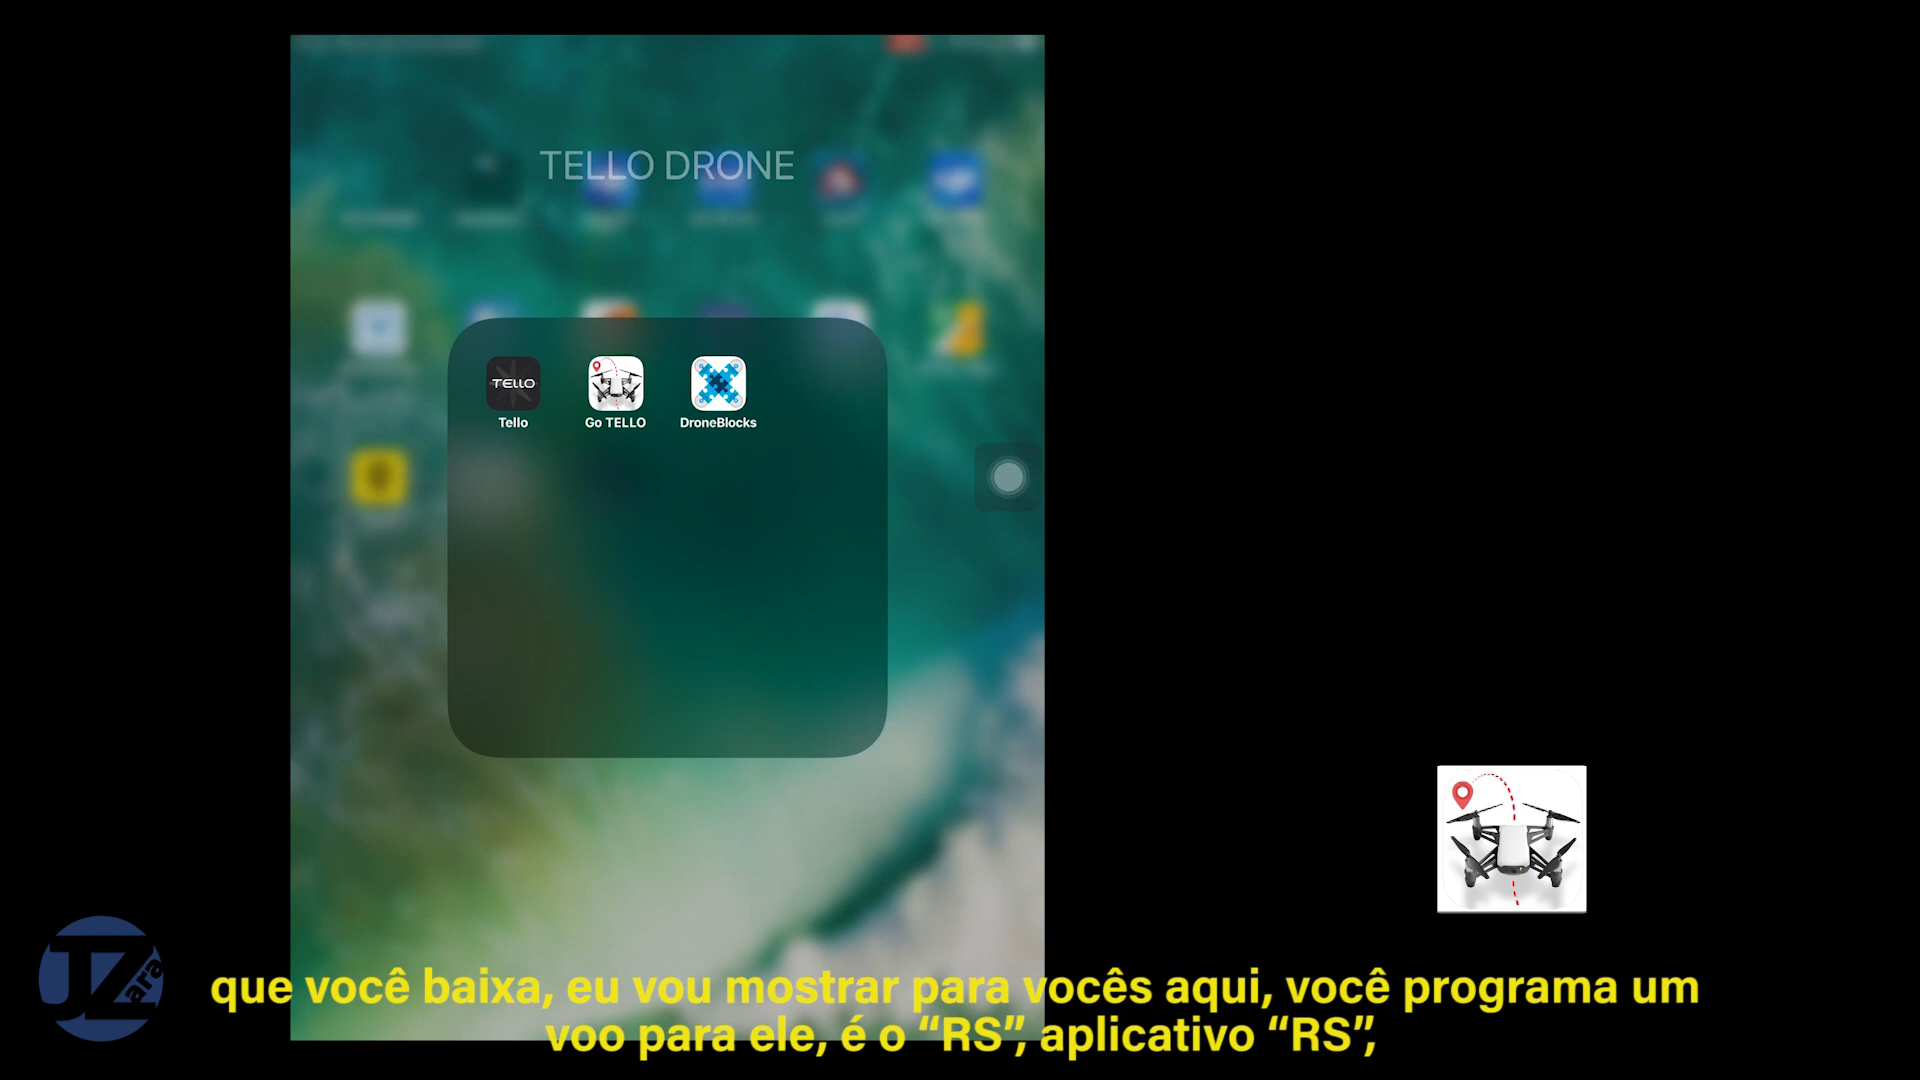 TELLO DRONE
TELLO
Tello
Go TELLO
DroneBlocks
JZara
que você baixa, eu vou mostrar para vocês aqui, você programa um
voo para ele, é o “RS”, aplicativo “RS”,